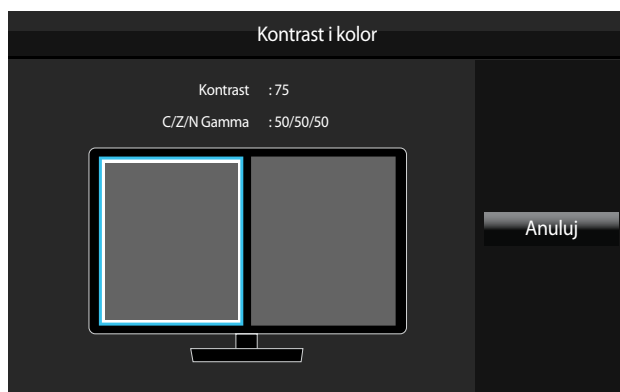 Kontrast i kolor
Kontrast : 75
C/Z/N Gamma : 50/50/50
Anuluj